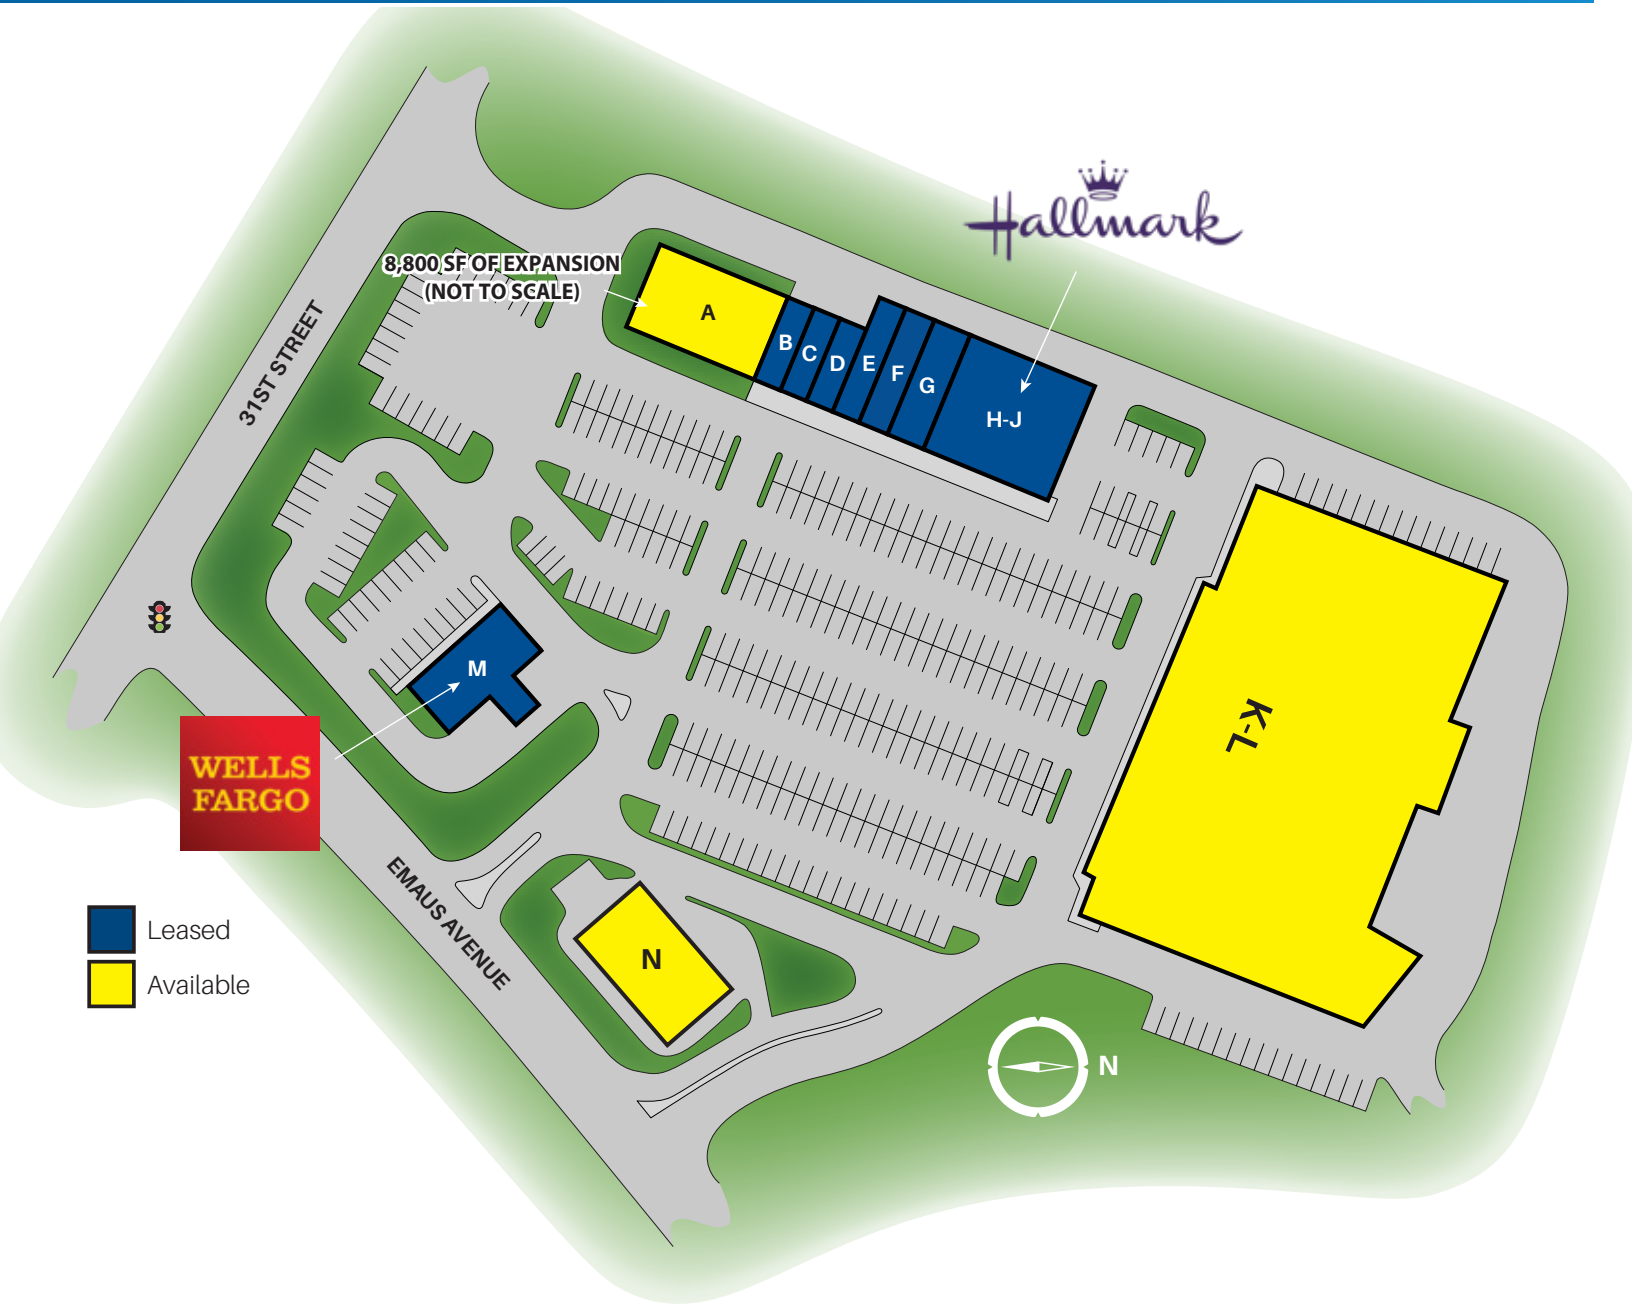 Hallmark
8,800 SF OF EXPANSION
(NOT TO SCALE)
A
B
C
D
E
F
G
H-J
31ST STREET
K-L
M
WELLS
FARGO
EMAUS AVENUE
Leased
Available
N
N